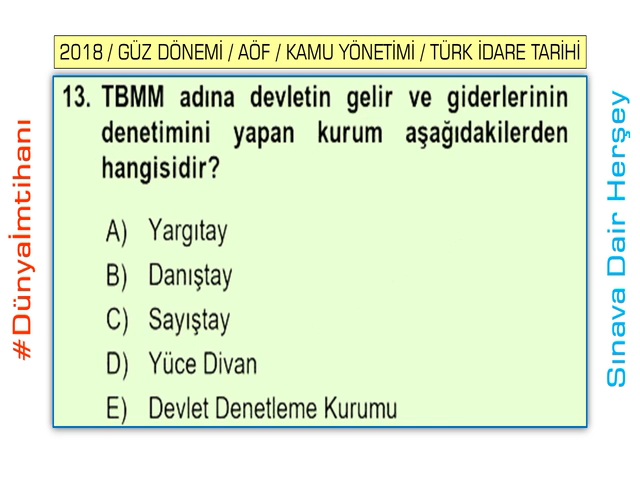 2018 / GÜZ DÖNEMİ / AÖF / KAMU YÖNETİMİ / TÜRK İDARE TARİHİ
13. TBMM adına devletin gelir ve giderlerinin
denetimini yapan kurum aşağıdakilerden
hangisidir?
A) Yargıtay
B) Danıştay
C) Sayıştay
D) Yüce Divan
E) Devlet Denetleme Kurumu
#Dünyaİmtihanı
Sınava Dair Herşey